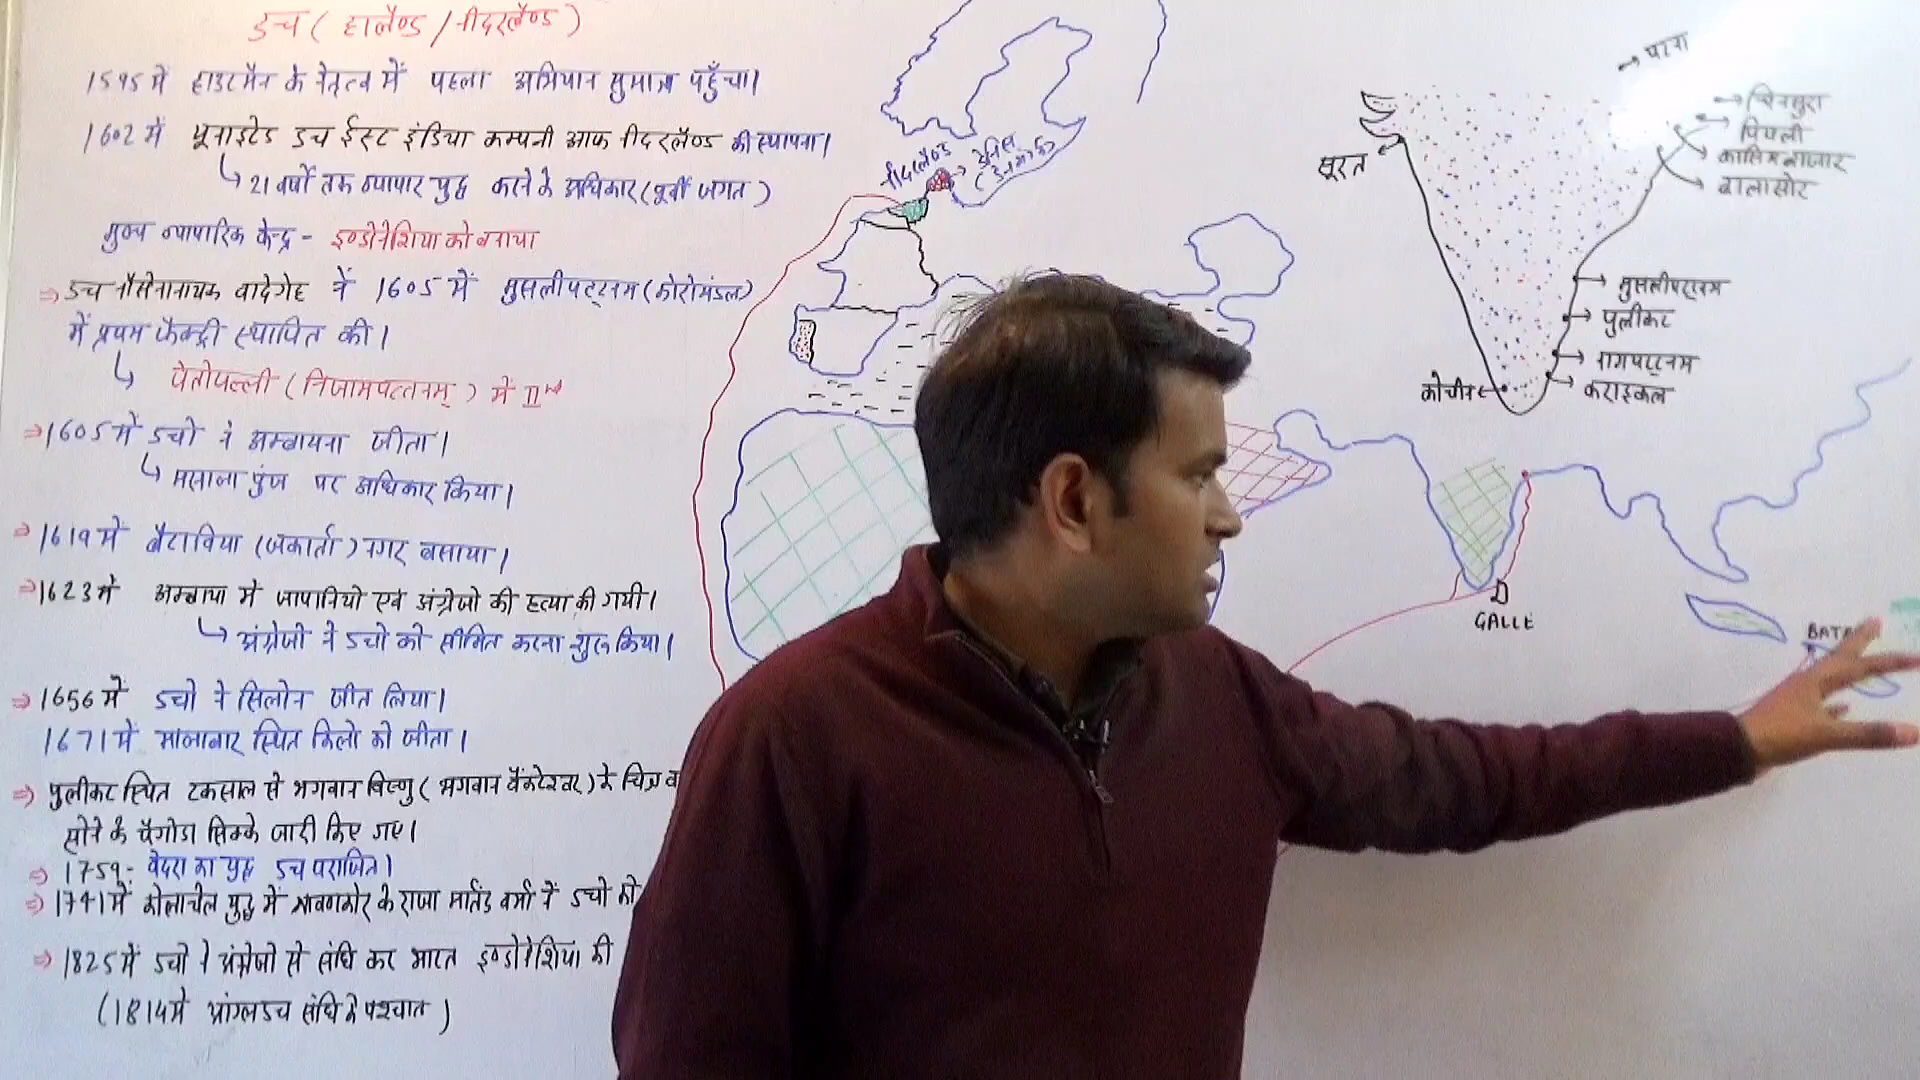 डच ( हालैण्ड / नीदरलैण्ड )
1595 में हाउटमैन के नेतृत्व में पहला अभियान सुमात्रा पहुँचा।
1602 में यूनाइटेड डच ईस्ट इंडिया कम्पनी आफ नीदरलैण्ड की स्थापना।
21 वर्षो तक व्यापार युद्ध करने के अधिकार (पूर्वी जगत )
मुख्य व्यापारिक केन्द्र - इण्डोनेशिया को बनाया
डच नौसेनानायक वादेगेह ने 1605 में मुसलीपट्टनम (कोरोमंडल)
में प्रथम फैक्ट्री स्थापित की।
पेतोपल्ली (निजामपत्तनम् ) में IInd
1605 में डचो ने अम्बायना जीता।
मसाला पुंज पर अधिकार किया।
1619 में बैटाविया (जकार्ता) नगर बसाया।
1623 में अम्बाया में जापानियो एवं अंग्रेजो की हत्या की गयी।
अंग्रेजो ने डचो को सीमित करना शुरू किया।
1656 में डचो ने सिलोन जीत लिया।
1671 में मालाबार स्थित किलो को जीता।
पुलीकट स्थित टकसाल से भगवान विष्णु ( भगवान वैंकटेश्वर ) के चित्र व
सोने के पैगोडा सिक्के जारी किए गए।
1759:- वेदरा का युद्ध डच पराजित।
1741 में कोलाचेल युद्ध में त्रावणकोर के राजा मार्तंड वर्मा ने डचो को
1825 में डचो ने अंग्रेजो से संधि कर भारत इण्डोनेशिया की
(1814 में आंग्लडच संधि के पश्चात )
नीदरलैण्ड
डेनिस
(डेनमार्क)
पटना
चिनसुरा
पिपली
कासिमबाजार
बालासोर
सूरत
मुसलीपट्टनम
पुलीकट
नागपट्टनम
कराइकल
कोचीन
GALLE
BATA